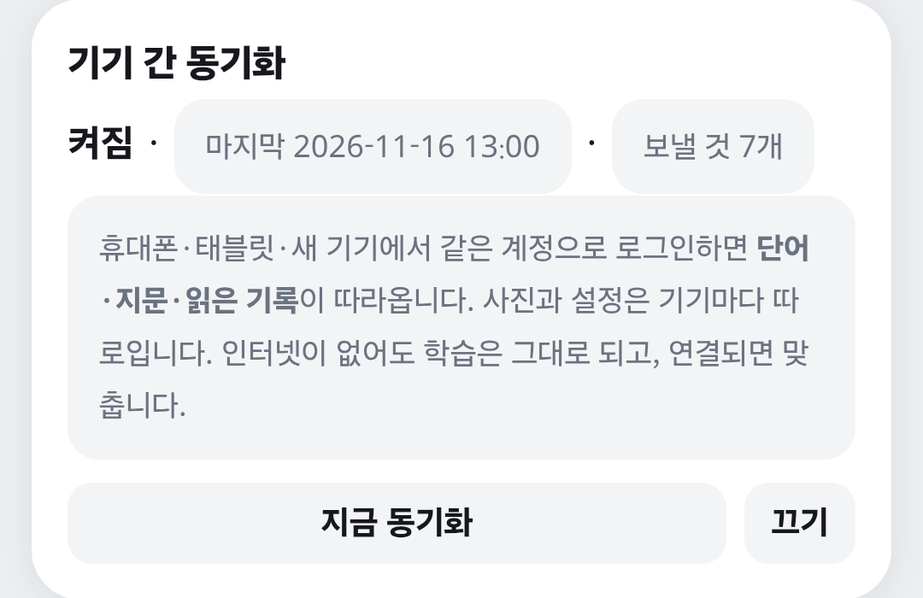 기기 간 동기화
켜짐 · 마지막 2026-11-16 13:00 · 보낼 것 7개
휴대폰·태블릿·새 기기에서 같은 계정으로 로그인하면 단어
·지문·읽은 기록이 따라옵니다. 사진과 설정은 기기마다 따
로입니다. 인터넷이 없어도 학습은 그대로 되고, 연결되면 맞
춥니다.
지금 동기화 끄기